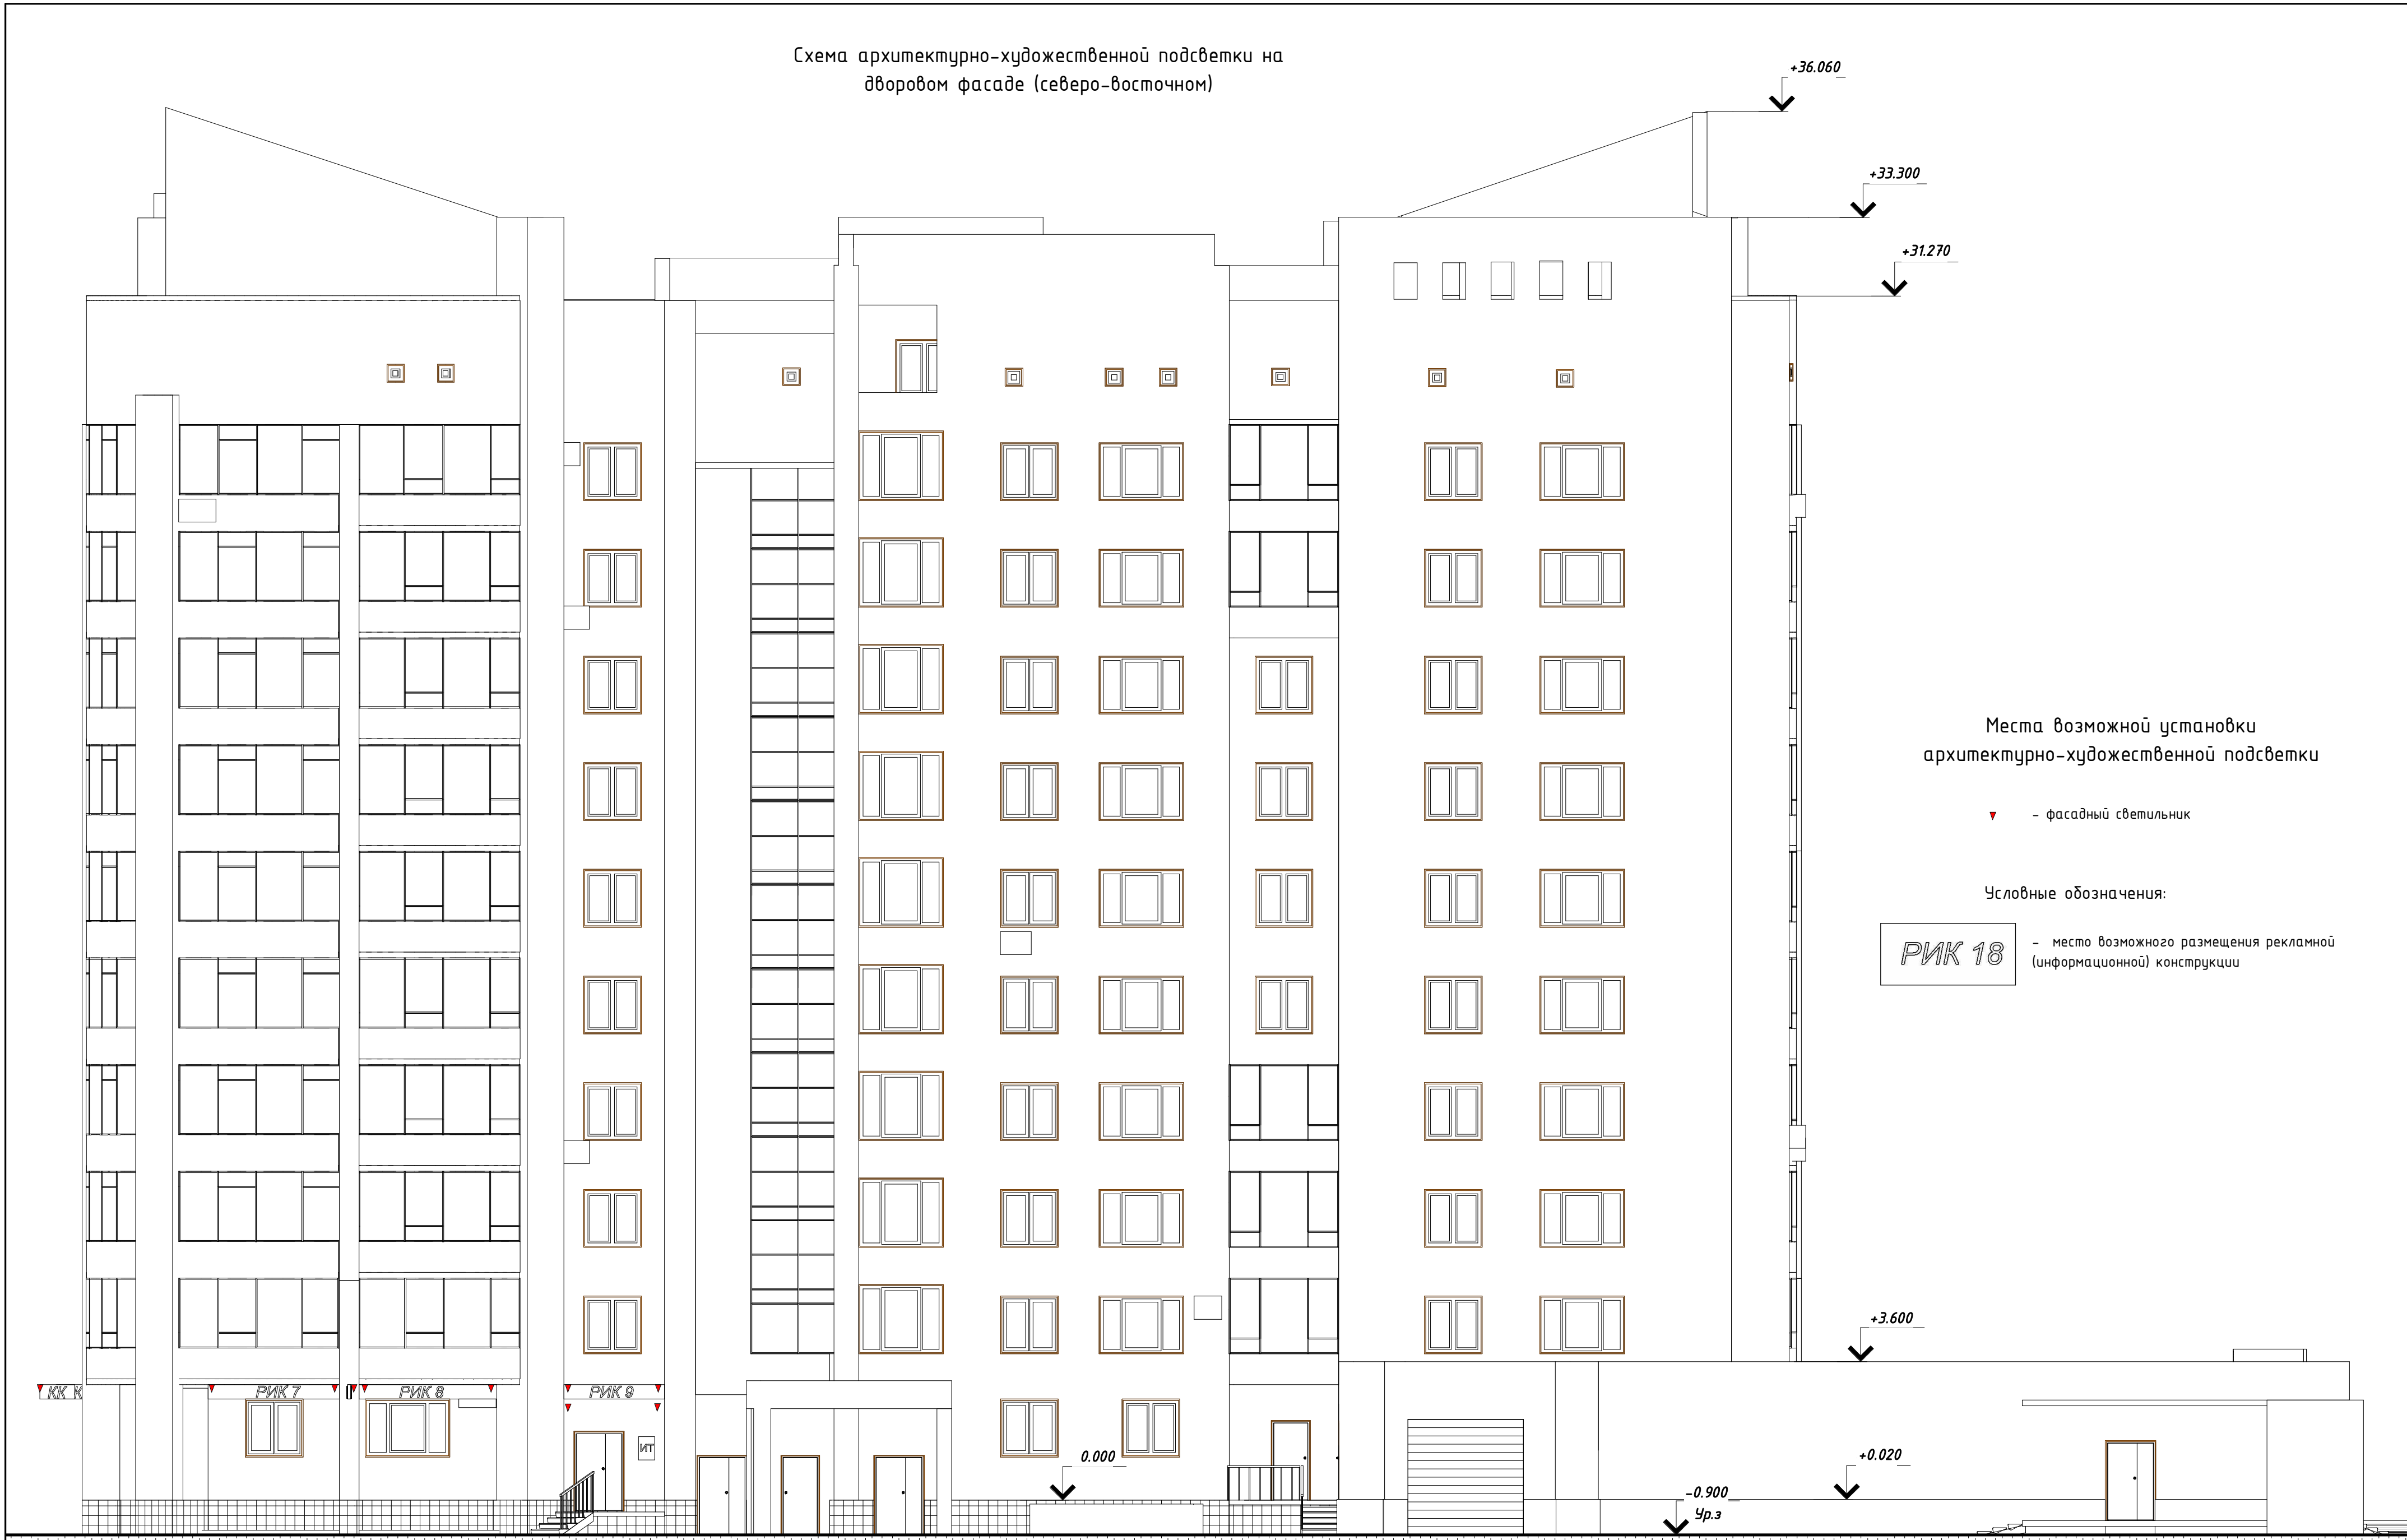 Схема архитектурно-художественной подсветки на
дворовом фасаде (северо-восточном)
+36.060
+33.300
+31.270
Места возможной установки
архитектурно-художественной подсветки
- фасадный светильник
Условные обозначения:
РИК 18
- место возможного размещения рекламной
(информационной) конструкции
+3.600
КК К
РИК 7
РИК 8
РИК 9
ИТ
0.000
+0.020
-0.900
Ур.з